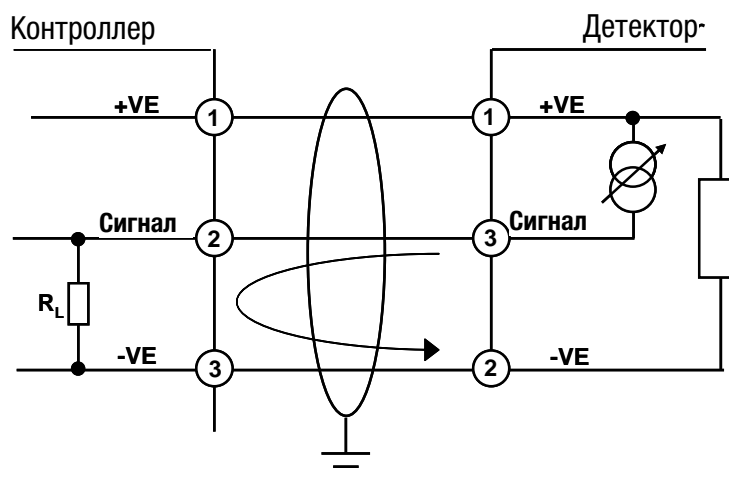 Контроллер
Детектор-
+VE 1 1 +VE
Сигнал 2 3 Сигнал
RL
-VE 3 2 -VE